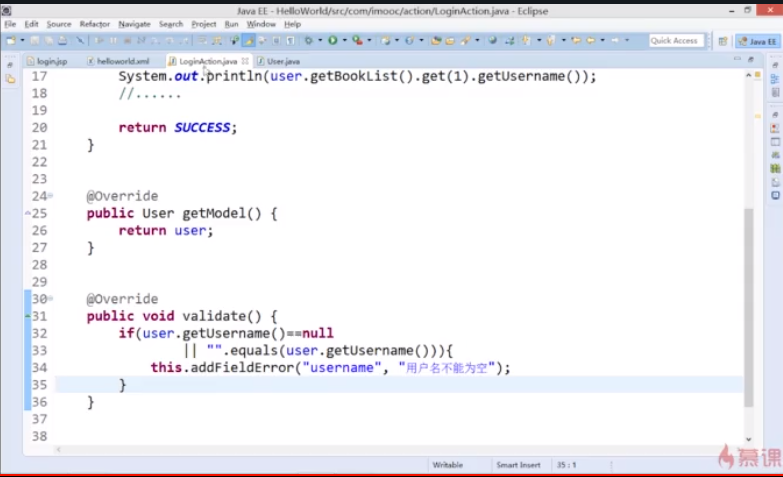 Java EE - HelloWorld/src/com/imooc/action/LoginAction.java - Eclipse
File Edit Source Refactor Navigate Search Project Run Window Help
Quick Access
Java EE
login.jsp helloworld.xml LoginAction.java User.java
17 System.out.println(user.getBookList().get(1).getUsername());
18 //......
19
20 return SUCCESS;
21 }
22
23
24 @Override
25 public User getModel() {
26 return user;
27 }
28
29
30 @Override
31 public void validate() {
32 if(user.getUsername()==null
33 || "".equals(user.getUsername())){
34 this.addFieldError("username", "用户名不能为空");
35 }
36 }
37
38
Writable Smart Insert 35 : 1
慕课